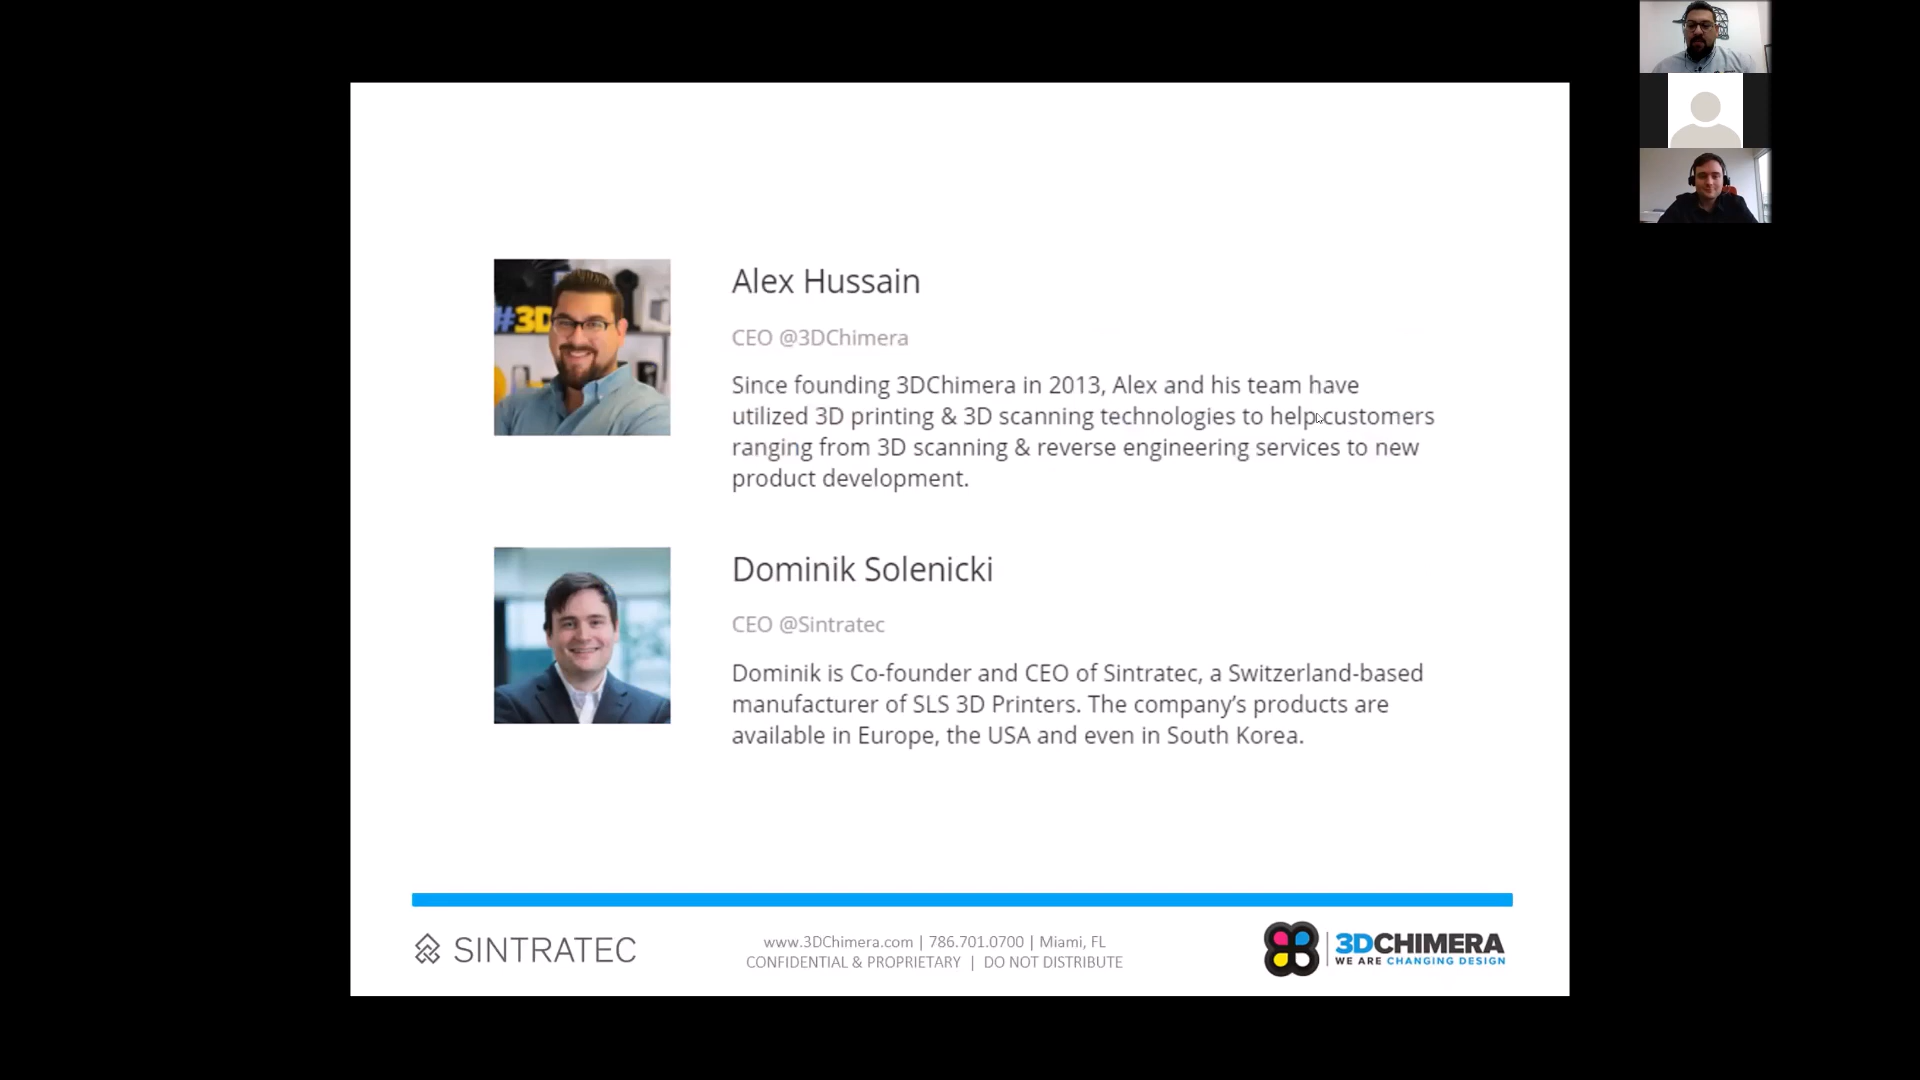 #3D
Alex Hussain
CEO @3DChimera
Since founding 3DChimera in 2013, Alex and his team have
utilized 3D printing & 3D scanning technologies to help customers
ranging from 3D scanning & reverse engineering services to new
product development.
Dominik Solenicki
CEO @Sintratec
Dominik is Co-founder and CEO of Sintratec, a Switzerland-based
manufacturer of SLS 3D Printers. The company’s products are
available in Europe, the USA and even in South Korea.
SINTRATEC
www.3DChimera.com | 786.701.0700 | Miami, FL
CONFIDENTIAL & PROPRIETARY | DO NOT DISTRIBUTE
3DCHIMERA
WE ARE CHANGING DESIGN